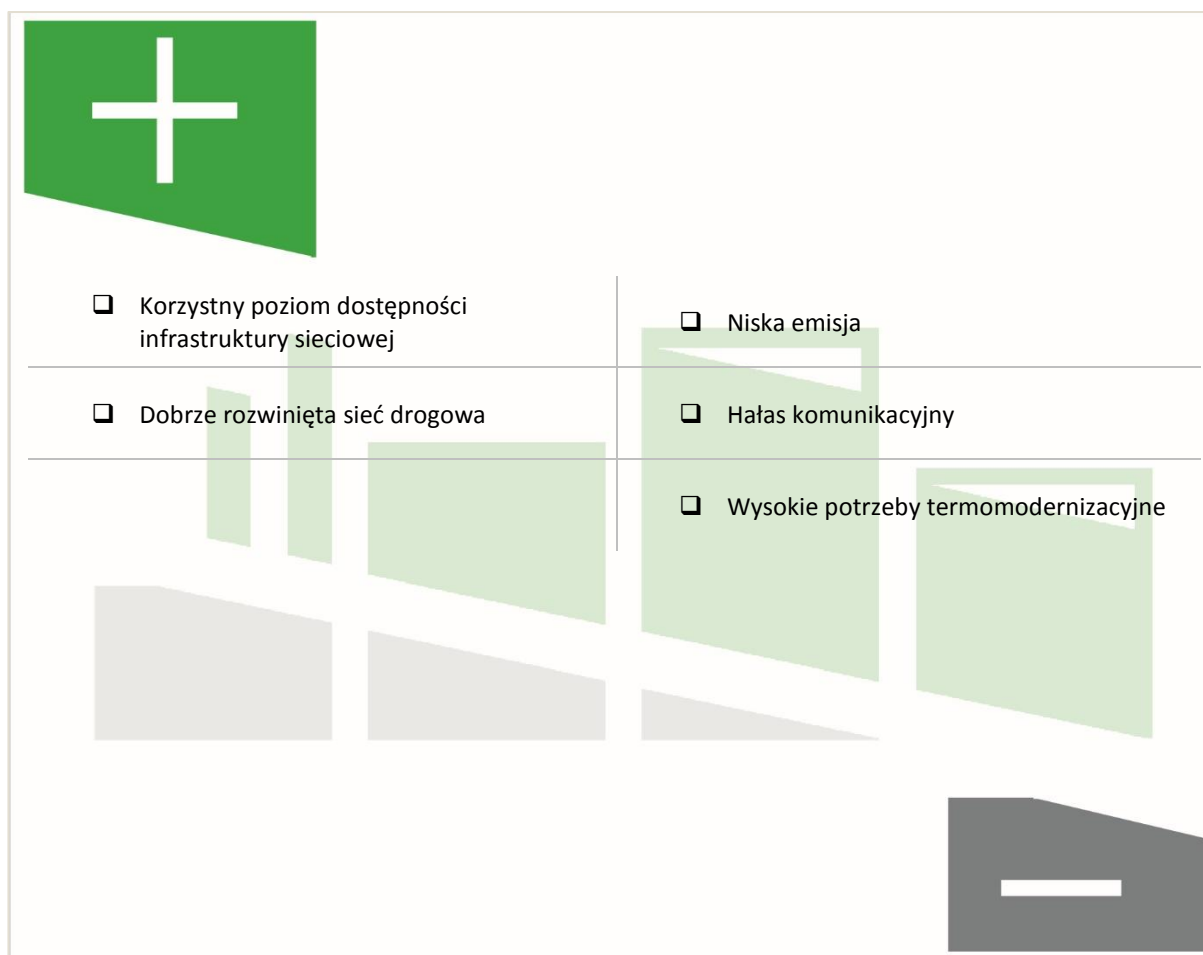 Korzystny poziom dostępności
infrastruktury sieciowej
Niska emisja
Dobrze rozwinięta sieć drogowa
Hałas komunikacyjny
Wysokie potrzeby termomodernizacyjne